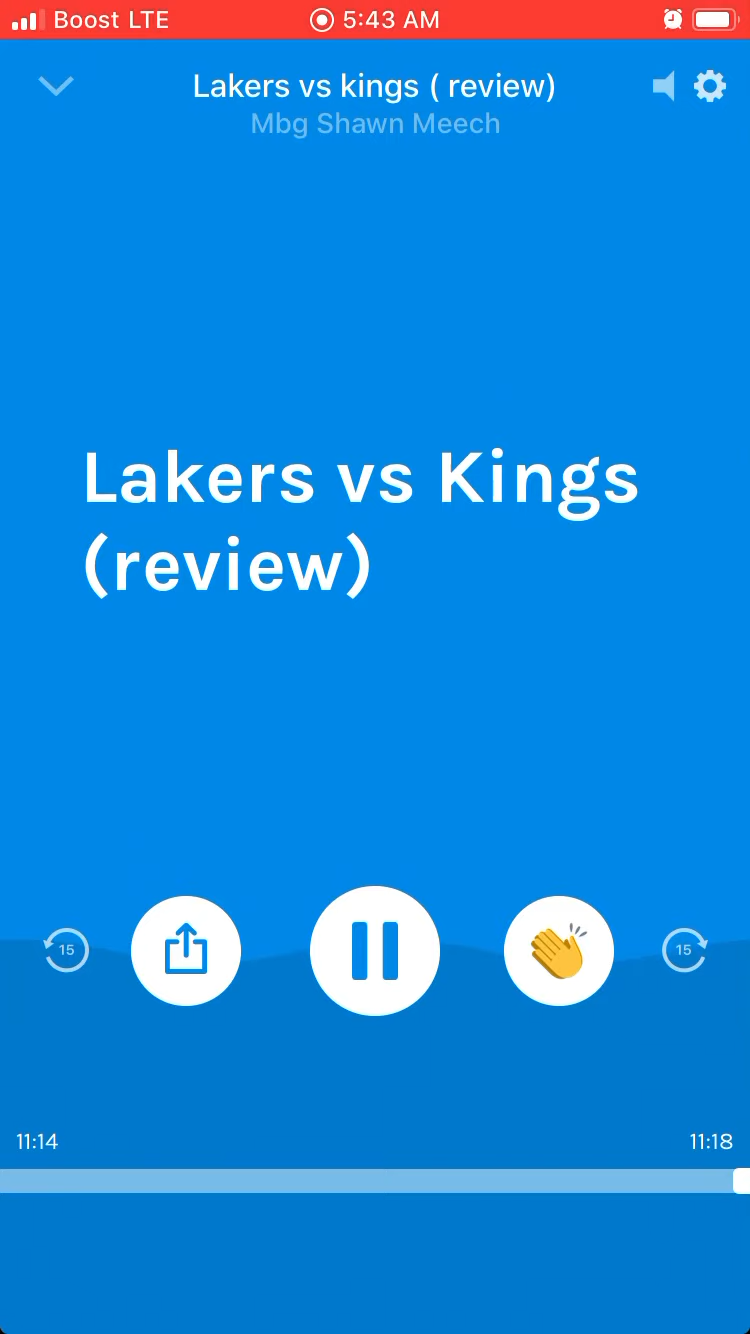 Boost LTE 5:43 AM
Lakers vs kings ( review)
Mbg Shawn Meech
Lakers vs Kings
(review)
15 15
11:14 11:18